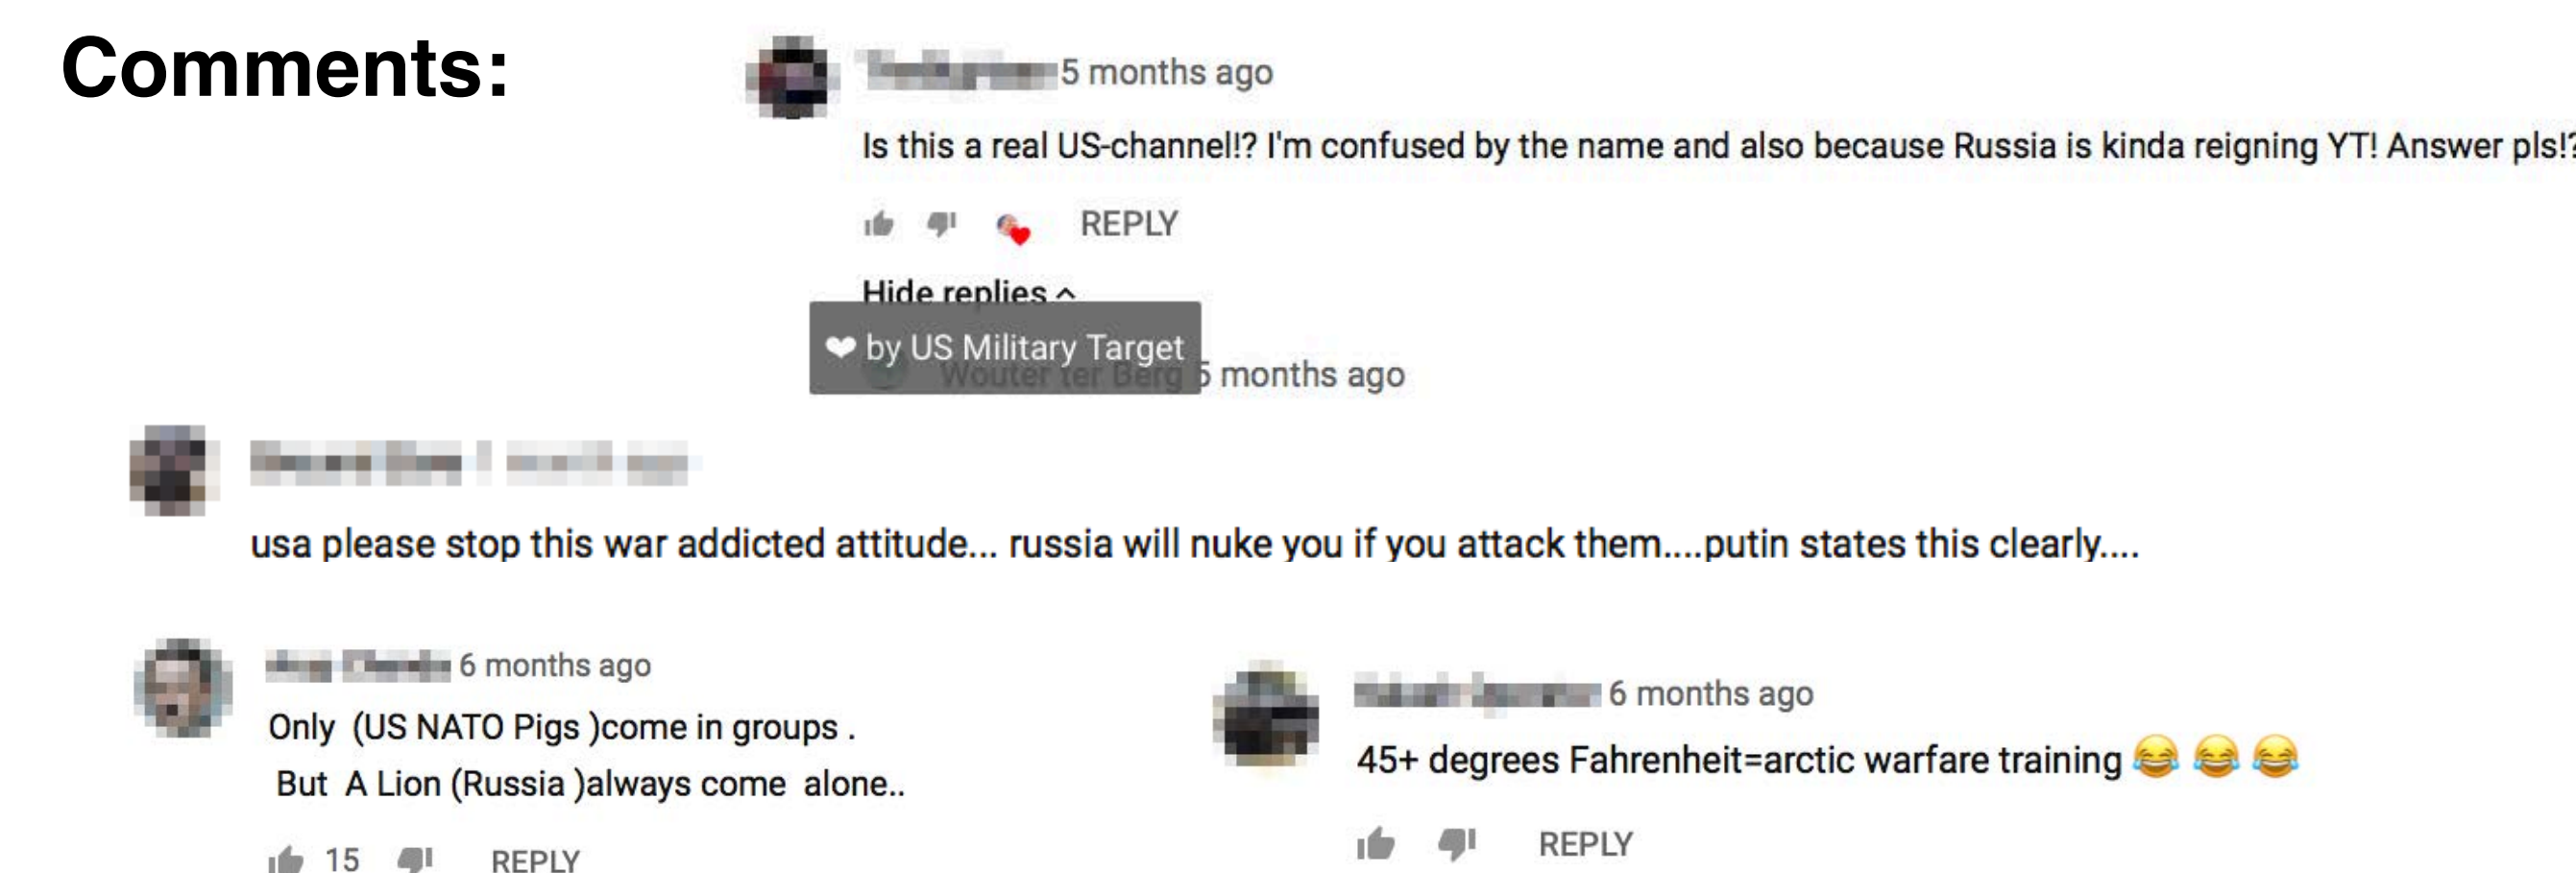 Comments:
5 months ago
Is this a real US-channel!? I'm confused by the name and also because Russia is kinda reigning YT! Answer pls!?
REPLY
Hide replies
❤ by US Military Target
Wouter ter Berg 5 months ago
usa please stop this war addicted attitude... russia will nuke you if you attack them....putin states this clearly....
6 months ago
Only (US NATO Pigs )come in groups .
But A Lion (Russia )always come alone..
15 REPLY
6 months ago
45+ degrees Fahrenheit=arctic warfare training 😂 😂 😂
REPLY